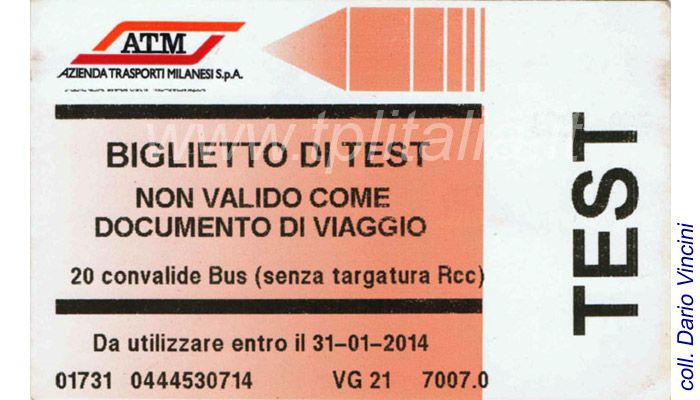 ATM
AZIENDA TRASPORTI MILANESI S.p.A.
www.tplitalia.it
BIGLIETTO DI TEST
NON VALIDO COME
DOCUMENTO DI VIAGGIO
20 convalide Bus (senza targatura Rcc)
Da utilizzare entro il 31-01-2014
01731 0444530714 VG 21 7007.0
TEST
coll. Dario Vincini